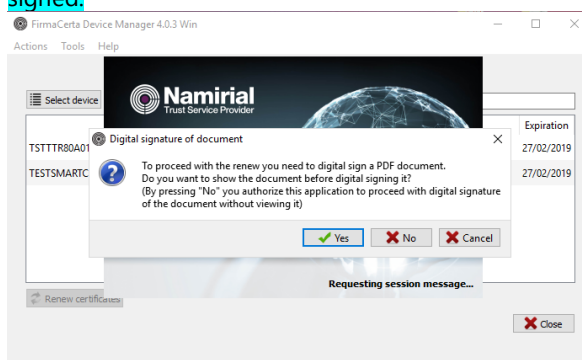 signed.
FirmaCerta Device Manager 4.0.3 Win
Actions Tools Help
Namirial
Trust Service Provider
Select device
Expiration
Digital signature of document
TSTTTR80A01
27/02/2019
To proceed with the renew you need to digital sign a PDF document.
TESTSMARTC
27/02/2019
Do you want to show the document before digital signing it?
(By pressing "No" you authorize this application to proceed with digital signature
of the document without viewing it)
Yes No Cancel
Requesting session message...
Renew certificates
Close